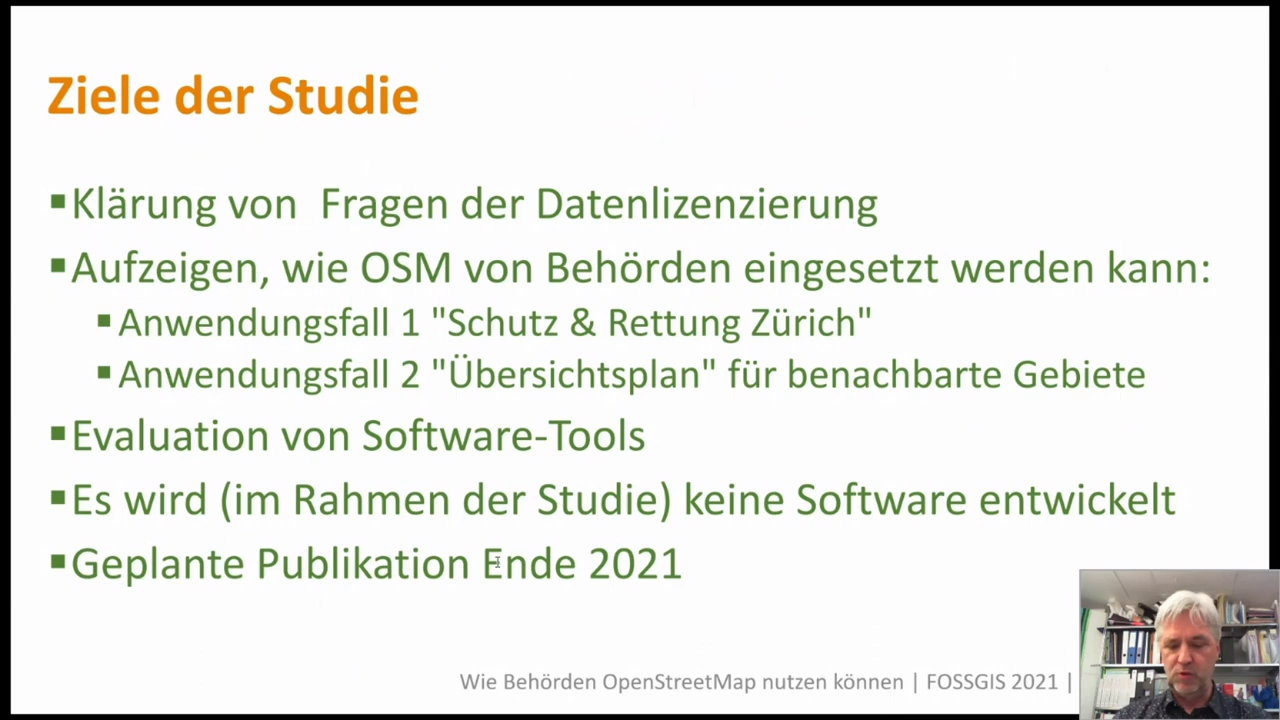 Ziele der Studie
▪Klärung von Fragen der Datenlizenzierung
▪Aufzeigen, wie OSM von Behörden eingesetzt werden kann:
▪Anwendungsfall 1 "Schutz & Rettung Zürich"
▪Anwendungsfall 2 "Übersichtsplan" für benachbarte Gebiete
▪Evaluation von Software-Tools
▪Es wird (im Rahmen der Studie) keine Software entwickelt
▪Geplante Publikation Ende 2021
Wie Behörden OpenStreetMap nutzen können | FOSSGIS 2021 |